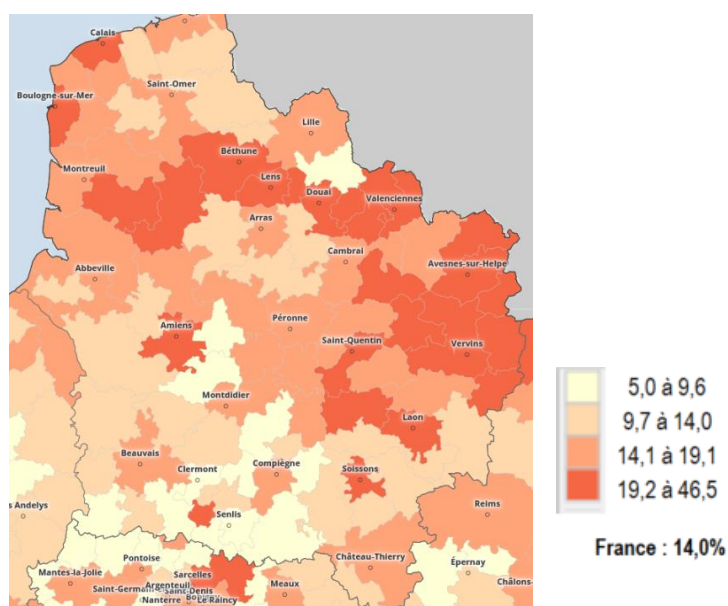 Calais
Saint-Omer
Boulogne-sur-Mer
Lille
Béthune
Montreuil
Lens
Douai
Valenciennes
Arras
Cambrai
Avesnes-sur-Helpe
Abbeville
Amiens
Péronne
Saint-Quentin
Vervins
Montdidier
Laon
Beauvais
Clermont
Compiègne
Soissons
s Andelys
Senlis
Reims
Pontoise
Château-Thierry
Épernay
Mantes-la-Jolie
Sarcelles
Meaux
Argenteuil
Châlons-
Saint-Germain
Saint-Denis
Nanterre
Le Raincy
5,0 à 9,6
9,7 à 14,0
14,1 à 19,1
19,2 à 46,5
France : 14,0%